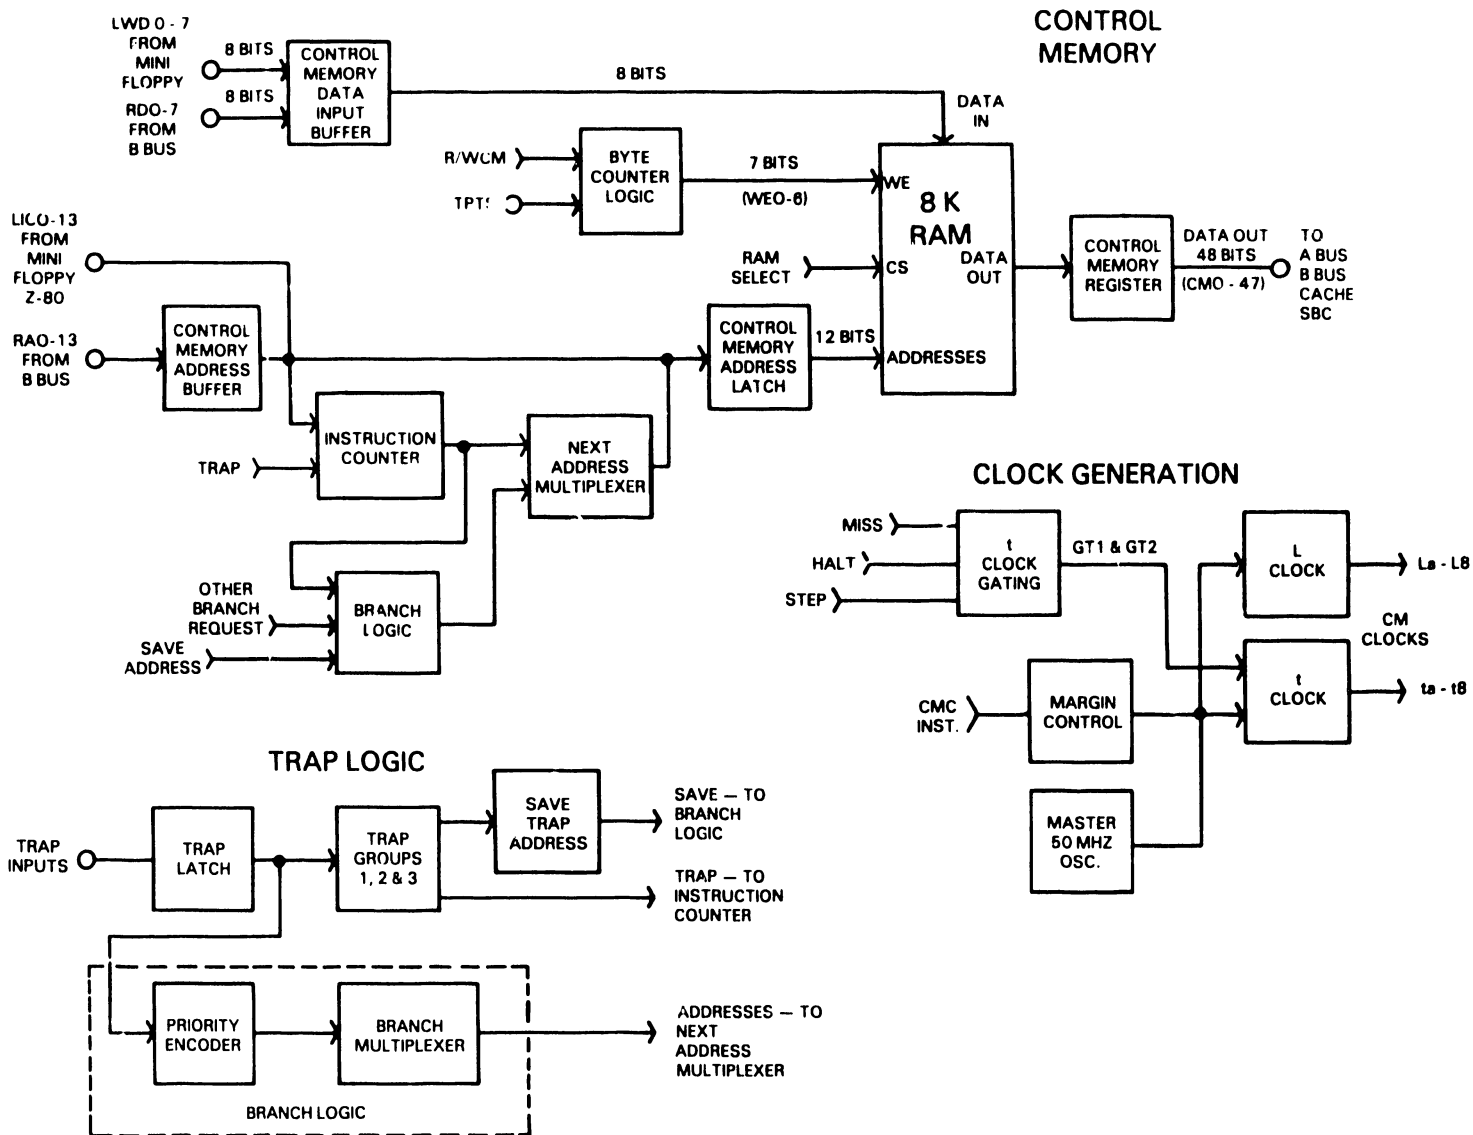 CONTROL
MEMORY
LWD 0 - 7
FROM
MINI
FLOPPY
8 BITS
RDO-7
FROM
B BUS
8 BITS
CONTROL
MEMORY
DATA
INPUT
BUFFER
8 BITS
DATA
IN
R/WCM
BYTE
COUNTER
LOGIC
7 BITS
(WEO-6)
WE
8 K
RAM
CS
DATA
OUT
ADDRESSES
RAM
SELECT
CONTROL
MEMORY
REGISTER
DATA OUT
48 BITS
(CMO - 47)
TO
A BUS
B BUS
CACHE
SBC
LICO-13
FROM
MINI
FLOPPY
Z-80
RAO-13
FROM
B BUS
CONTROL
MEMORY
ADDRESS
BUFFER
CONTROL
MEMORY
ADDRESS
LATCH
12 BITS
TRAP
INSTRUCTION
COUNTER
NEXT
ADDRESS
MULTIPLEXER
OTHER
BRANCH
REQUEST
SAVE
ADDRESS
BRANCH
LOGIC
CLOCK GENERATION
MISS
HALT
STEP
t
CLOCK
GATING
GT1 & GT2
L
CLOCK
La - L8
CM
CLOCKS
t
CLOCK
ta - t8
CMC
INST.
MARGIN
CONTROL
MASTER
50 MHZ
OSC.
TRAP LOGIC
TRAP
INPUTS
TRAP
LATCH
TRAP
GROUPS
1, 2 & 3
SAVE
TRAP
ADDRESS
SAVE — TO
BRANCH
LOGIC
TRAP — TO
INSTRUCTION
COUNTER
PRIORITY
ENCODER
BRANCH
MULTIPLEXER
ADDRESSES — TO
NEXT
ADDRESS
MULTIPLEXER
BRANCH LOGIC